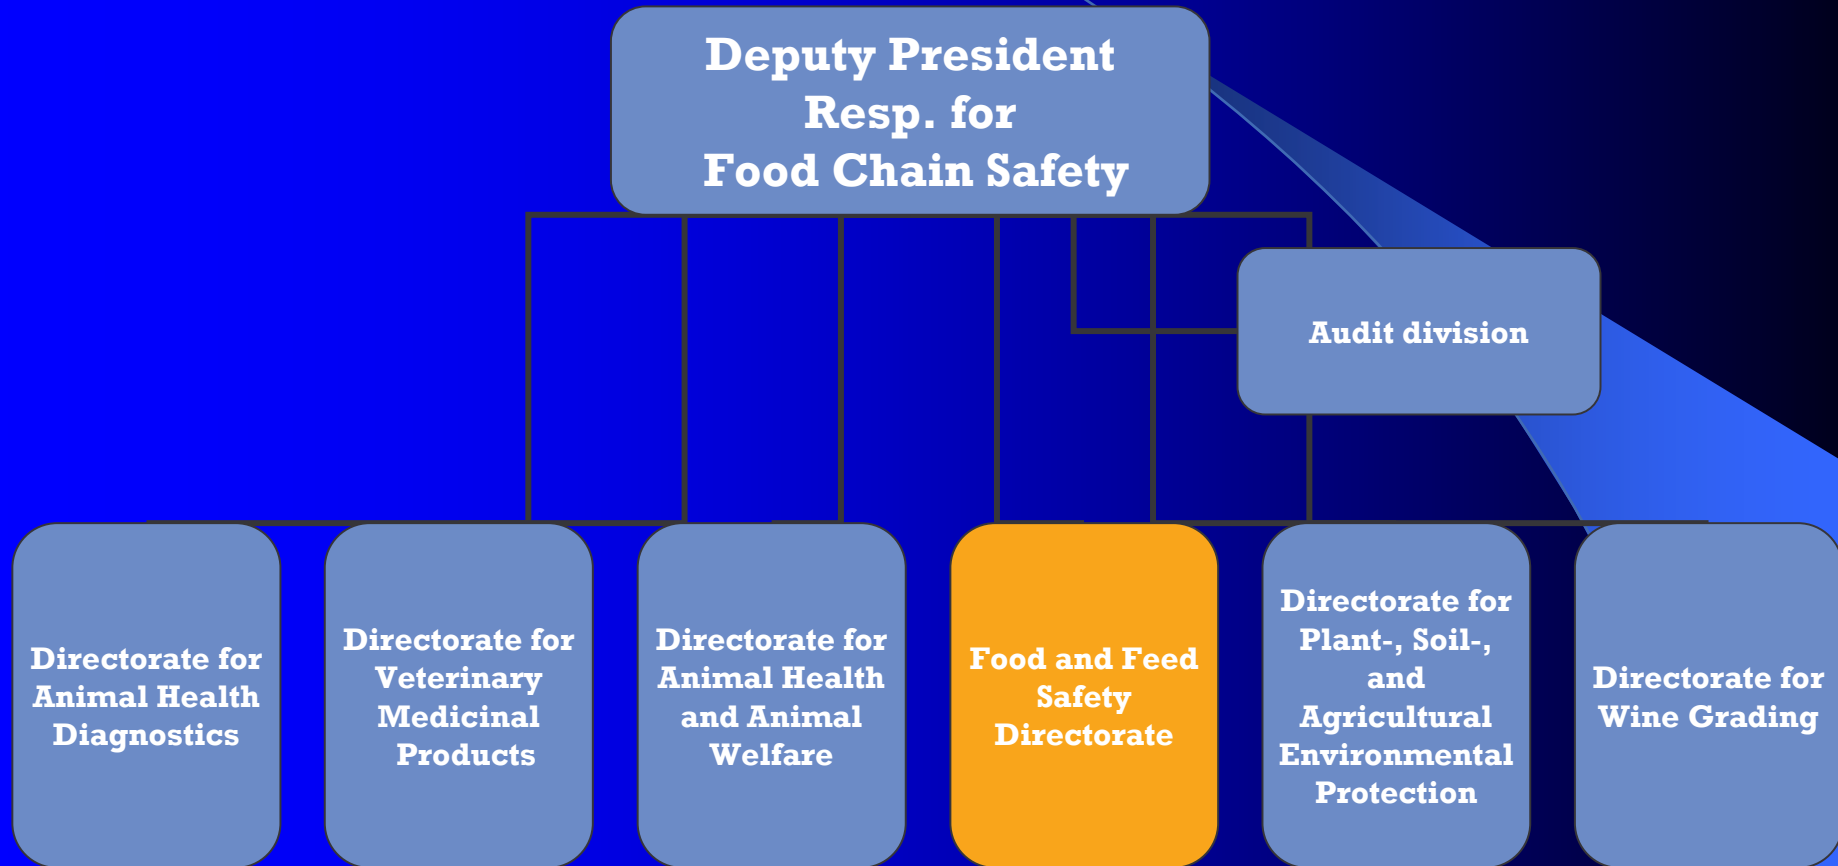 Deputy President
Resp. for
Food Chain Safety
Audit division
Directorate for
Animal Health
Diagnostics
Directorate for
Veterinary
Medicinal
Products
Directorate for
Animal Health
and Animal
Welfare
Food and Feed
Safety
Directorate
Directorate for
Plant-, Soil-,
and
Agricultural
Environmental
Protection
Directorate for
Wine Grading